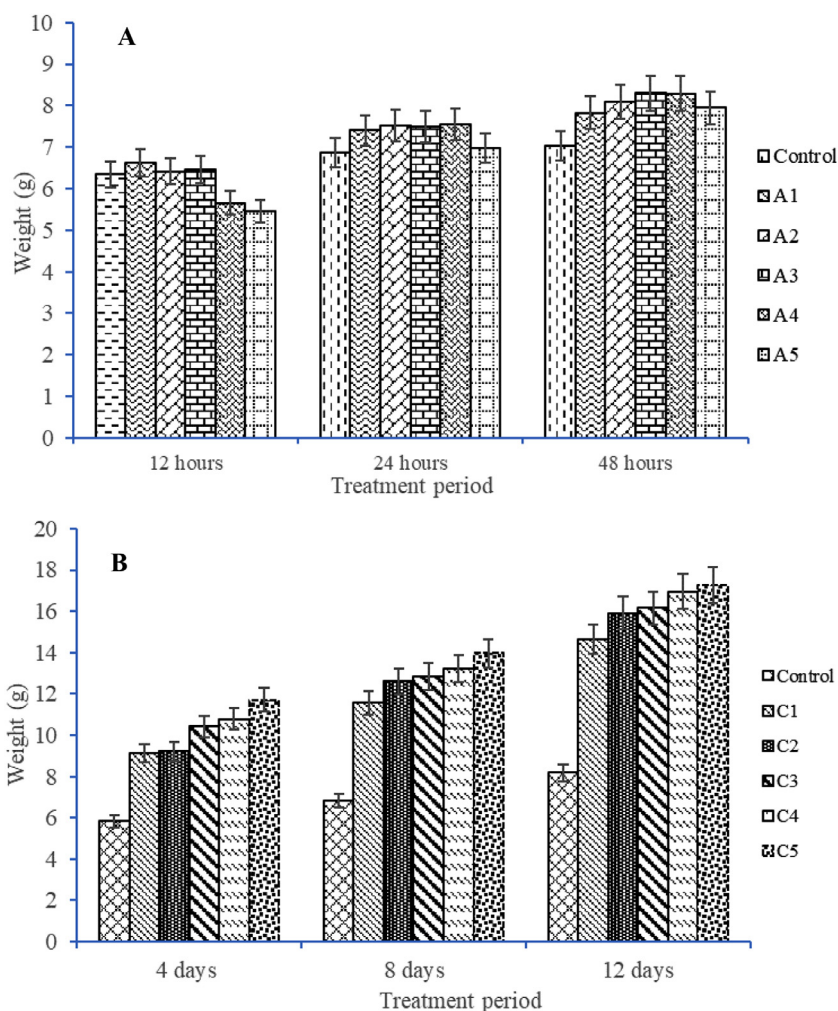 A
10
9
8
7
6
5
4
3
2
1
0
Weight (g)
12 hours
24 hours
48 hours
Treatment period
Control
A1
A2
A3
A4
A5
B
20
18
16
14
12
10
8
6
4
2
0
Weight (g)
4 days
8 days
12 days
Treatment period
Control
C1
C2
C3
C4
C5